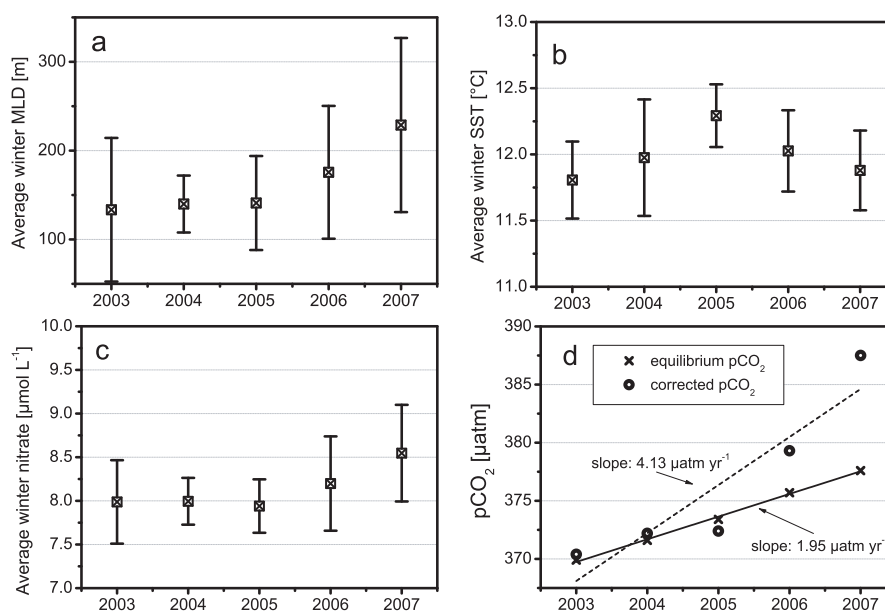 a
Average winter MLD [m]
300
200
100
2003 2004 2005 2006 2007
b
Average winter SST [°C]
13.0
12.5
12.0
11.5
11.0
2003 2004 2005 2006 2007
c
Average winter nitrate [µmol L⁻¹]
10.0
9.5
9.0
8.5
8.0
7.5
7.0
2003 2004 2005 2006 2007
d
pCO₂ [µatm]
390
385
380
375
370
equilibrium pCO₂
corrected pCO₂
slope: 4.13 µatm yr⁻¹
slope: 1.95 µatm yr⁻
2003 2004 2005 2006 2007